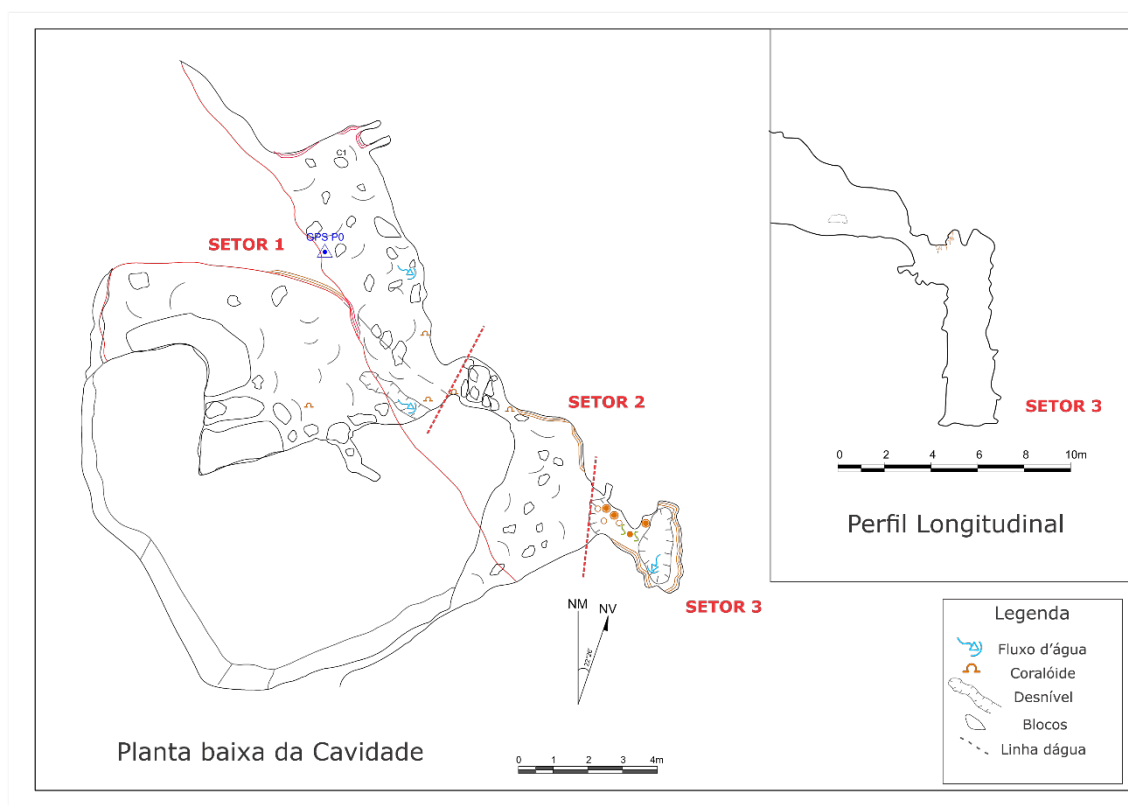 C1
GPS P0
SETOR 1
SETOR 2
SETOR 3
NM
NV
22°26'
0 1 2 3 4m
Planta baixa da Cavidade
SETOR 3
0 2 4 6 8 10m
Perfil Longitudinal
Legenda
Fluxo d'água
Coralóide
Desnível
Blocos
Linha dágua